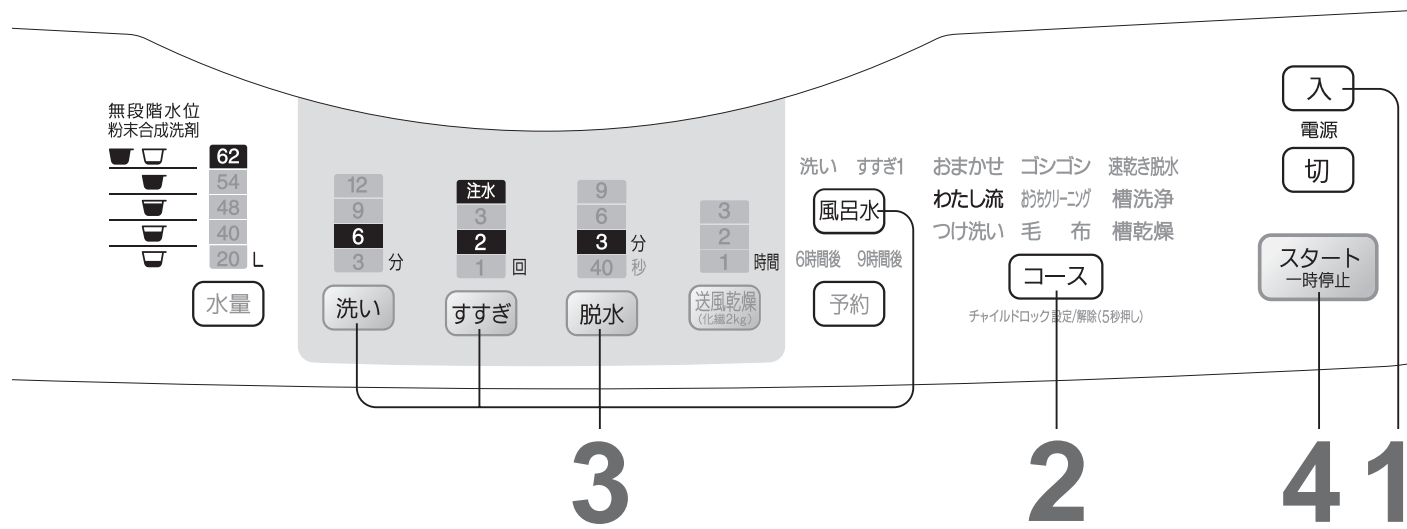 無段階水位
粉末合成洗剤
62
54
48
40
20 L
水量
12
9
6
3 分
洗い
注水
3
2
1 回
すすぎ
9
6
3 分
40 秒
脱水
3
2
1 時間
送風乾燥
(化繊2kg)
洗い すすぎ1
風呂水
6時間後 9時間後
予約
おまかせ ゴシゴシ 速乾き脱水
わたし流 おうちクリーニング 槽洗浄
つけ洗い 毛布 槽乾燥
コース
チャイルドロック設定/解除(5秒押し)
入
電源
切
スタート
一時停止
3 2 4 1